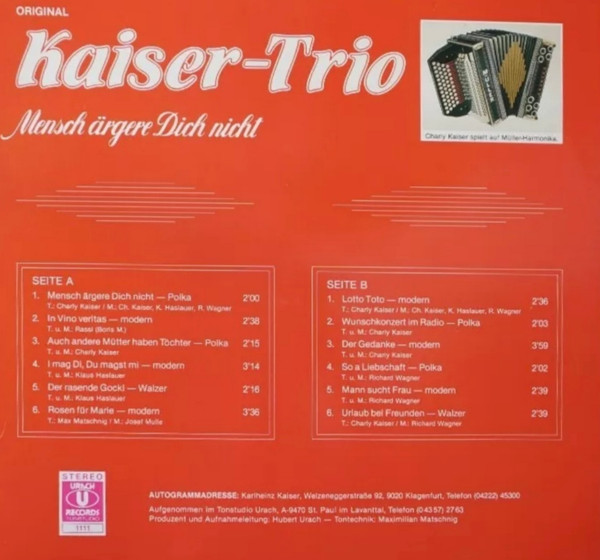 ORIGINAL
Kaiser-Trio
Mensch ärgere Dich nicht
Charly Kaiser spielt auf Müller-Harmonika.
SEITE A
1. Mensch ärgere Dich nicht — Polka 2'00
T.: Charly Kaiser / M.: Ch. Kaiser, K. Haslauer, R. Wagner
2. In Vino veritas — modern 2'38
T. u. M.: Rassi (Boris M.)
3. Auch andere Mütter haben Töchter — Polka 2'15
T. u. M.: Charly Kaiser
4. I mag Di, Du magst mi — modern 3'14
T. u. M.: Klaus Haslauer
5. Der rasende Gockl — Walzer 2'16
T. u. M.: Klaus Haslauer
6. Rosen für Marie — modern 3'36
T.: Max Matschnig / M.: Josef Muße
SEITE B
1. Lotto Toto — modern 2'36
T.: Charly Kaiser / M.: Ch. Kaiser, K. Haslauer, R. Wagner
2. Wunschkonzert im Radio — Polka 2'03
T. u. M.: Charly Kaiser
3. Der Gedanke — modern 3'59
T. u. M.: Charly Kaiser
4. So a Liebschaft — Polka 2'02
T. u. M.: Richard Wagner
5. Mann sucht Frau — modern 2'39
T. u. M.: Richard Wagner
6. Urlaub bei Freunden — Walzer 2'39
T.: Charly Kaiser / M.: Richard Wagner
STEREO
URACH
U
RECORDS
TONSTUDIO
1111
AUTOGRAMMADRESSE: Karlheinz Kaiser, Welzeneggerstraße 92, 9020 Klagenfurt, Telefon (04222) 45300
Aufgenommen im Tonstudio Urach, A-9470 St. Paul im Lavanttal, Telefon (04357) 2763
Produzent und Aufnahmeleitung: Hubert Urach — Tontechnik: Maximilian Matschnig